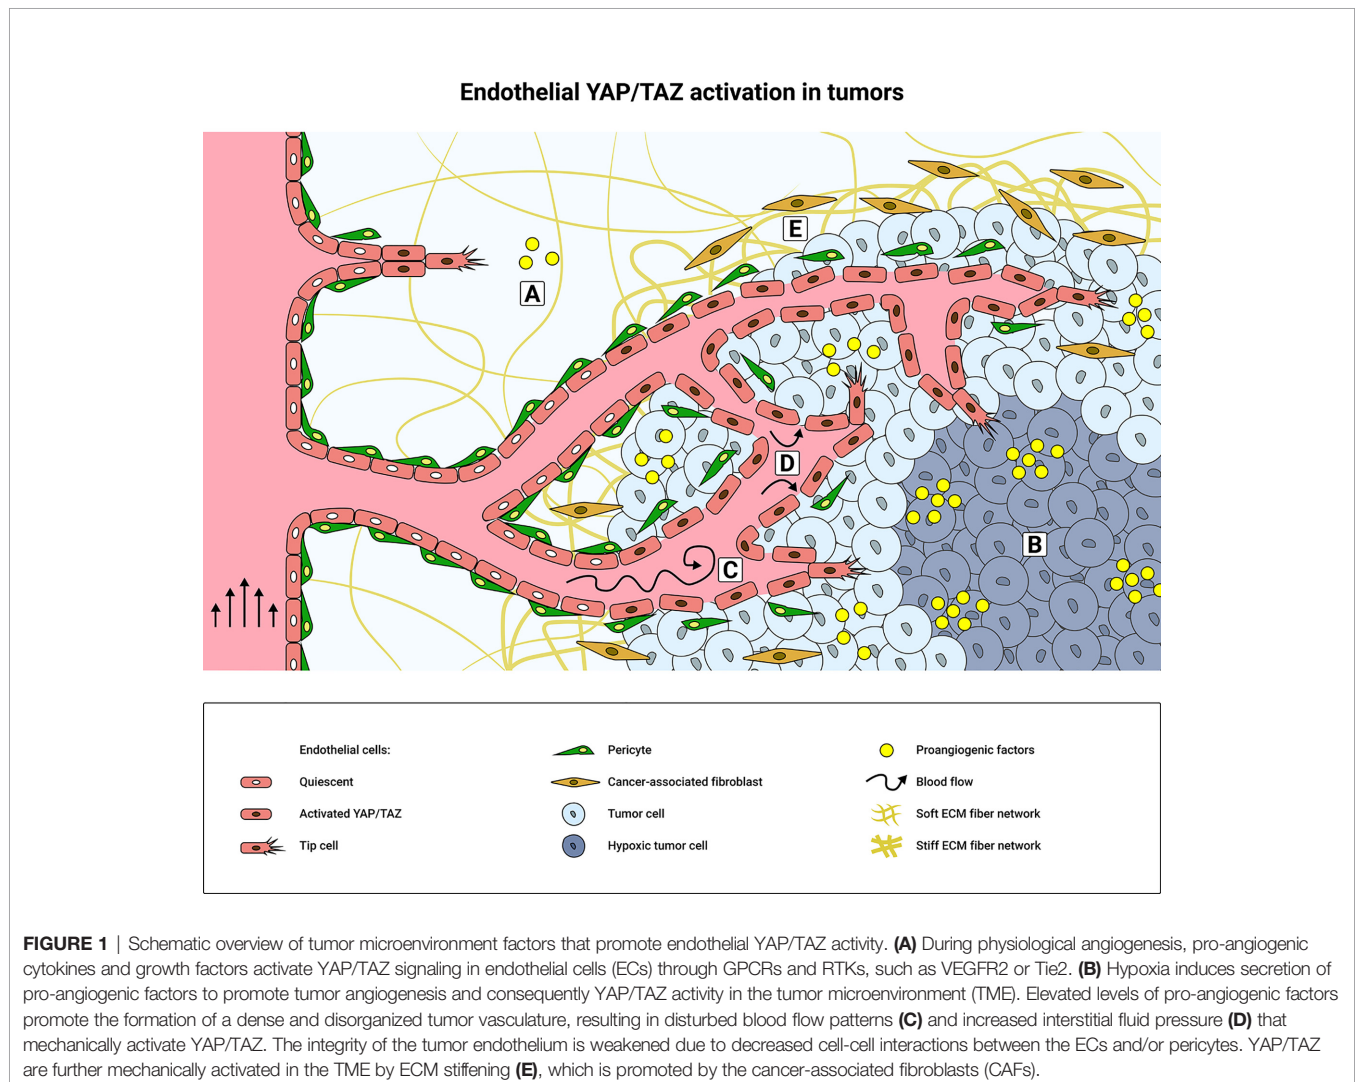 Endothelial YAP/TAZ activation in tumors
E
A
D
B
C
Endothelial cells:
Quiescent
Activated YAP/TAZ
Tip cell
Pericyte
Cancer-associated fibroblast
Tumor cell
Hypoxic tumor cell
Proangiogenic factors
Blood flow
Soft ECM fiber network
Stiff ECM fiber network
FIGURE 1 | Schematic overview of tumor microenvironment factors that promote endothelial YAP/TAZ activity. (A) During physiological angiogenesis, pro-angiogenic
cytokines and growth factors activate YAP/TAZ signaling in endothelial cells (ECs) through GPCRs and RTKs, such as VEGFR2 or Tie2. (B) Hypoxia induces secretion of
pro-angiogenic factors to promote tumor angiogenesis and consequently YAP/TAZ activity in the tumor microenvironment (TME). Elevated levels of pro-angiogenic factors
promote the formation of a dense and disorganized tumor vasculature, resulting in disturbed blood flow patterns (C) and increased interstitial fluid pressure (D) that
mechanically activate YAP/TAZ. The integrity of the tumor endothelium is weakened due to decreased cell-cell interactions between the ECs and/or pericytes. YAP/TAZ
are further mechanically activated in the TME by ECM stiffening (E), which is promoted by the cancer-associated fibroblasts (CAFs).